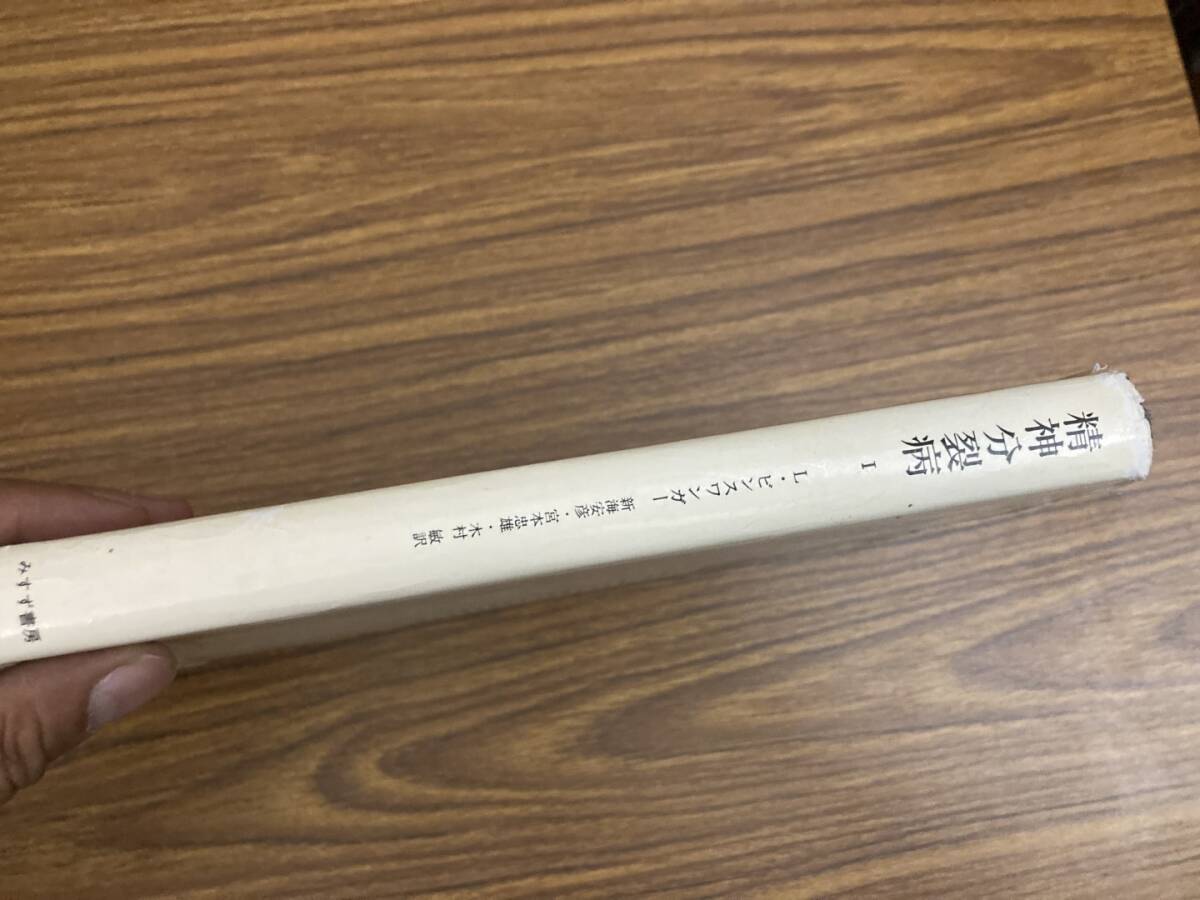 精神分裂病 I
L・ビンスワンガー
新海安彦・宮本忠雄・木村 敏訳
みすず書房